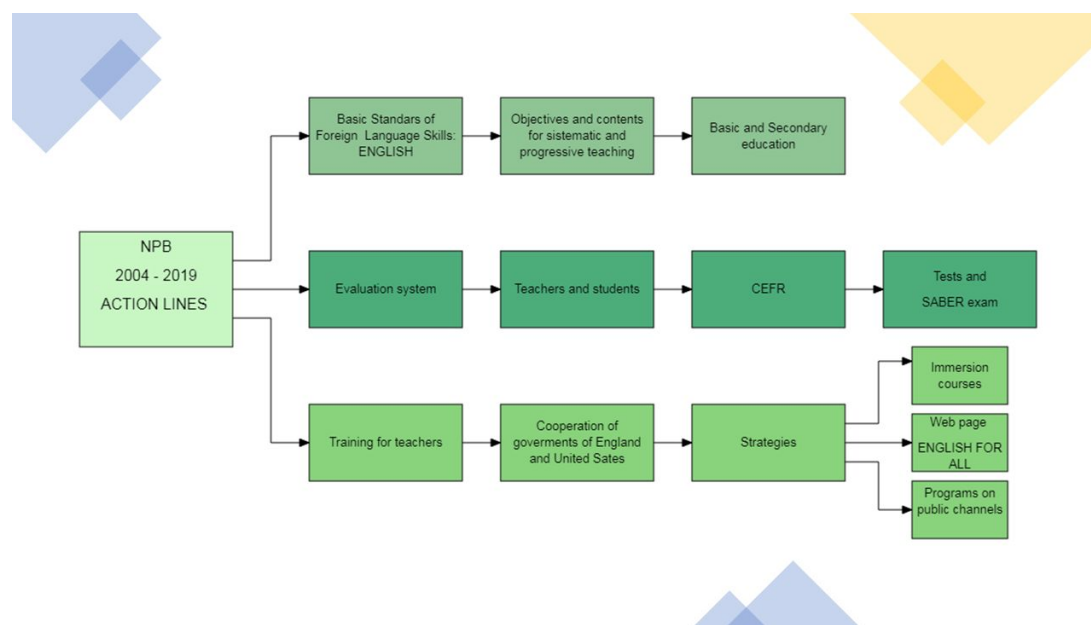 Basic Standars of
Foreign Language Skills:
ENGLISH
Objectives and contents
for sistematic and
progressive teaching
Basic and Secondary
education
NPB
2004 - 2019
ACTION LINES
Evaluation system
Teachers and students
CEFR
Tests and
SABER exam
Training for teachers
Cooperation of
goverments of England
and United Sates
Strategies
Immersion
courses
Web page
ENGLISH FOR
ALL
Programs on
public channels